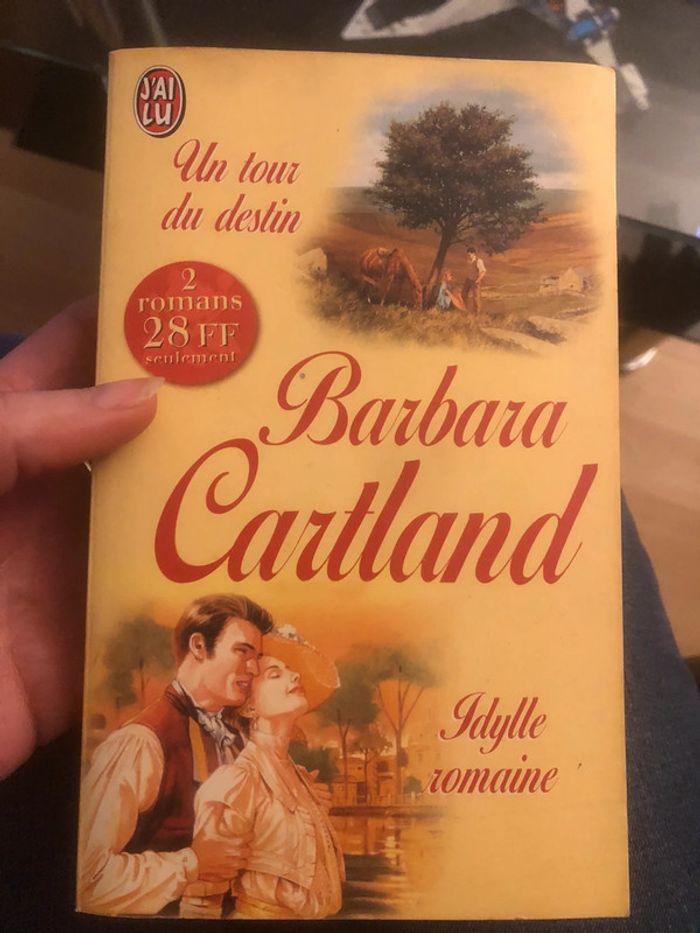 J'AI
LU
Un tour
du destin
2
romans
28 FF
seulement
Barbara
Cartland
Idylle
romaine